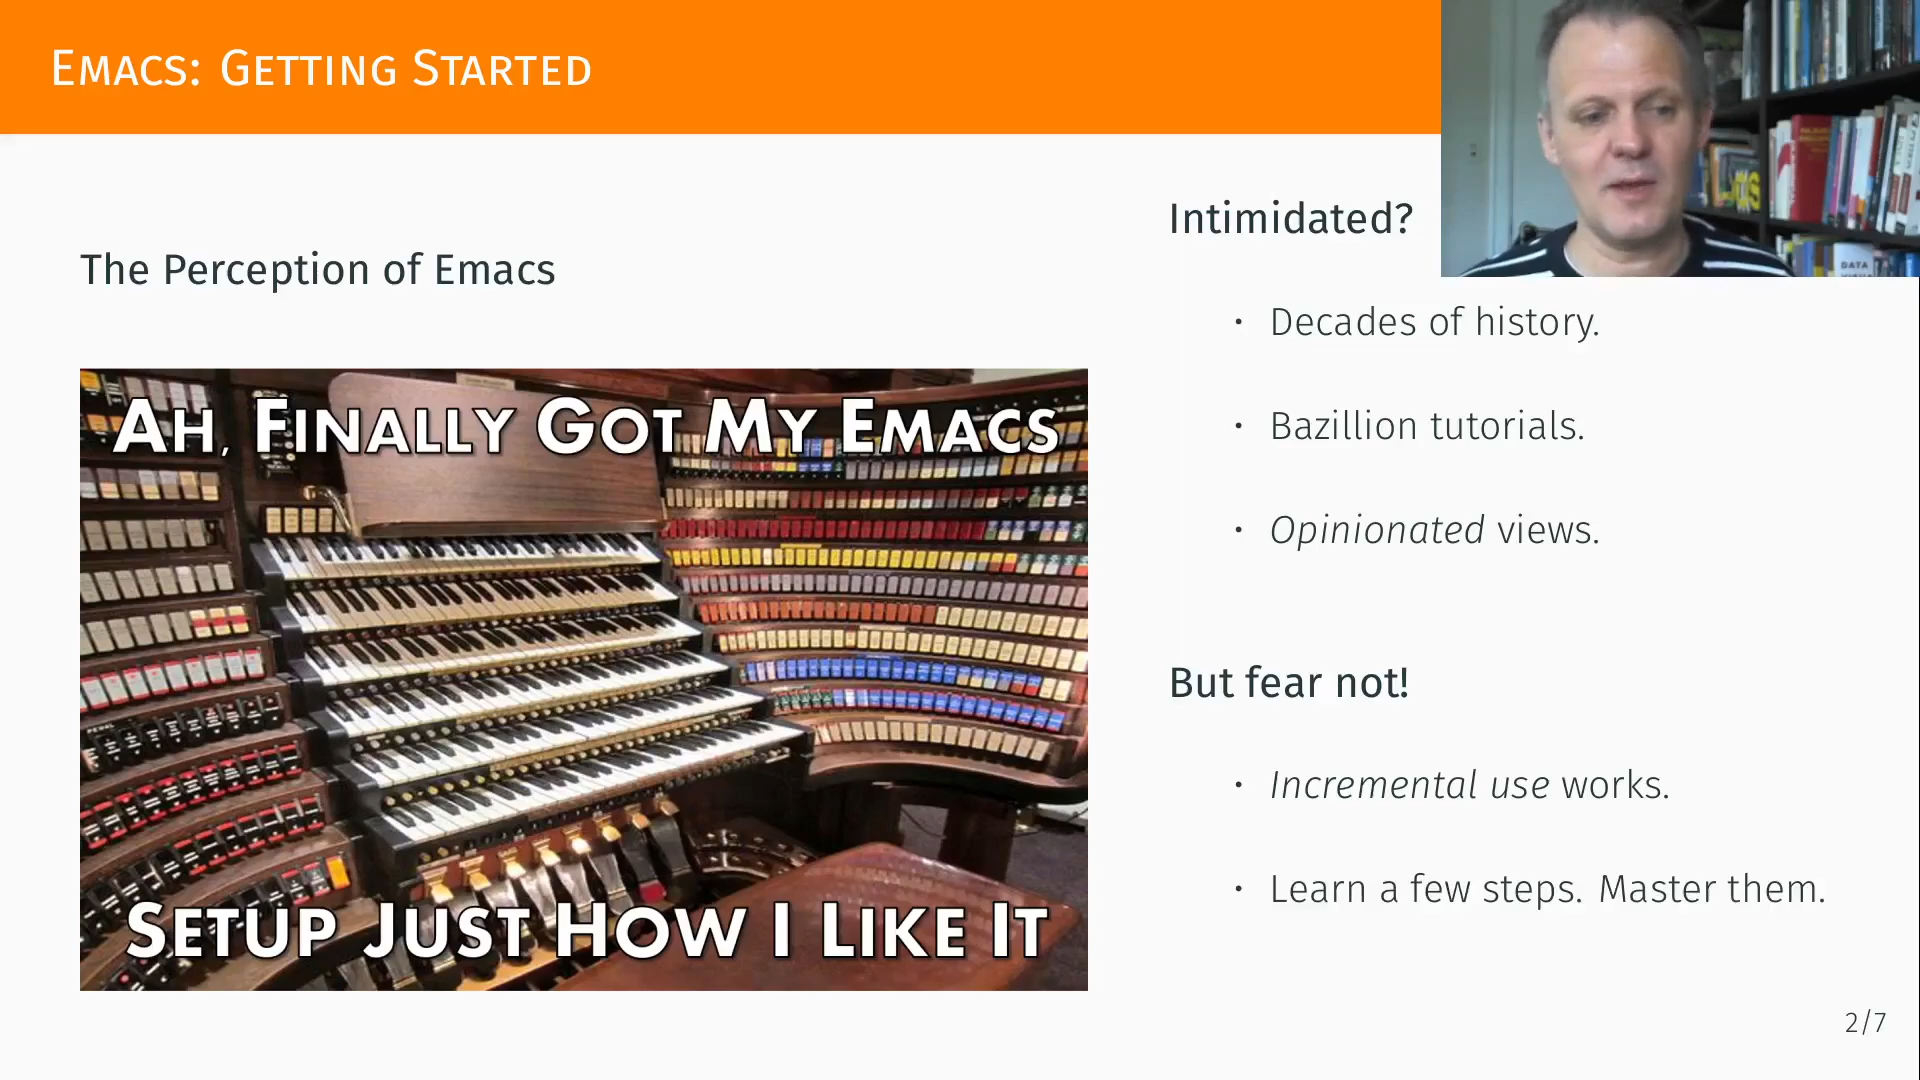 Emacs: Getting Started
The Perception of Emacs
Ah, Finally Got My Emacs
Setup Just How I Like It
Intimidated?
· Decades of history.
· Bazillion tutorials.
· Opinionated views.
But fear not!
· Incremental use works.
· Learn a few steps. Master them.
2/7
DATA